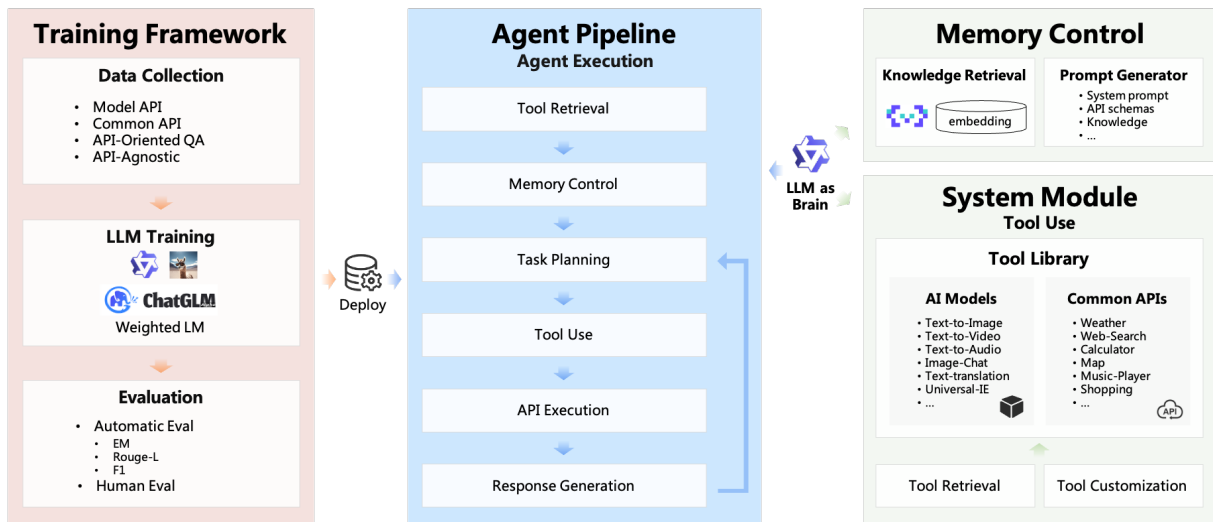 Training Framework
Data Collection
• Model API
• Common API
• API-Oriented QA
• API-Agnostic
LLM Training
ChatGLM
Weighted LM
Evaluation
• Automatic Eval
• EM
• Rouge-L
• F1
• Human Eval
Deploy
Agent Pipeline
Agent Execution
Tool Retrieval
Memory Control
Task Planning
Tool Use
API Execution
Response Generation
LLM as
Brain
Memory Control
Knowledge Retrieval
embedding
Prompt Generator
• System prompt
• API schemas
• Knowledge
• ...
System Module
Tool Use
Tool Library
AI Models
• Text-to-Image
• Text-to-Video
• Text-to-Audio
• Image-Chat
• Text-translation
• Universal-IE
• ...
Common APIs
• Weather
• Web-Search
• Calculator
• Map
• Music-Player
• Shopping
• ...
API
Tool Retrieval
Tool Customization